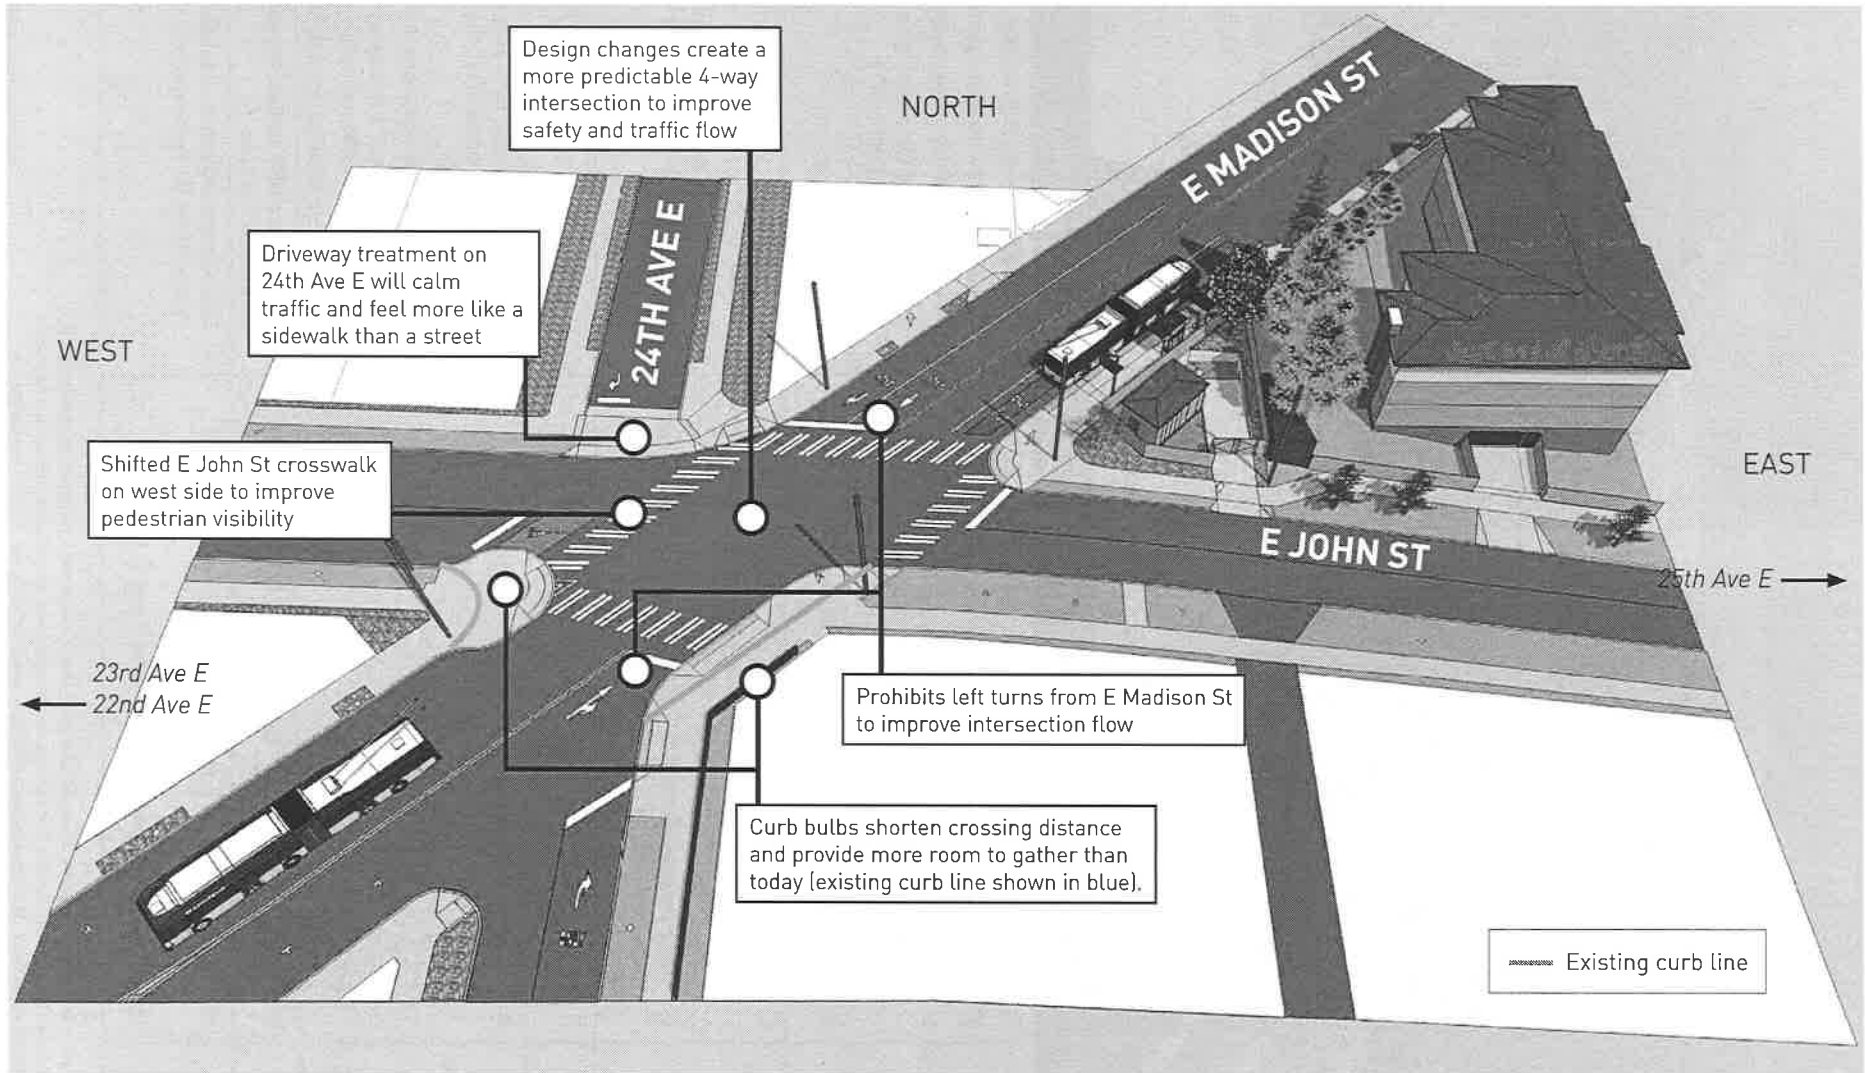 Design changes create a
more predictable 4-way
intersection to improve
safety and traffic flow
NORTH
E MADISON ST
24TH AVE E
Driveway treatment on
24th Ave E will calm
traffic and feel more like a
sidewalk than a street
WEST
Shifted E John St crosswalk
on west side to improve
pedestrian visibility
EAST
E JOHN ST
25th Ave E
23rd Ave E
22nd Ave E
Prohibits left turns from E Madison St
to improve intersection flow
Curb bulbs shorten crossing distance
and provide more room to gather than
today (existing curb line shown in blue).
Existing curb line